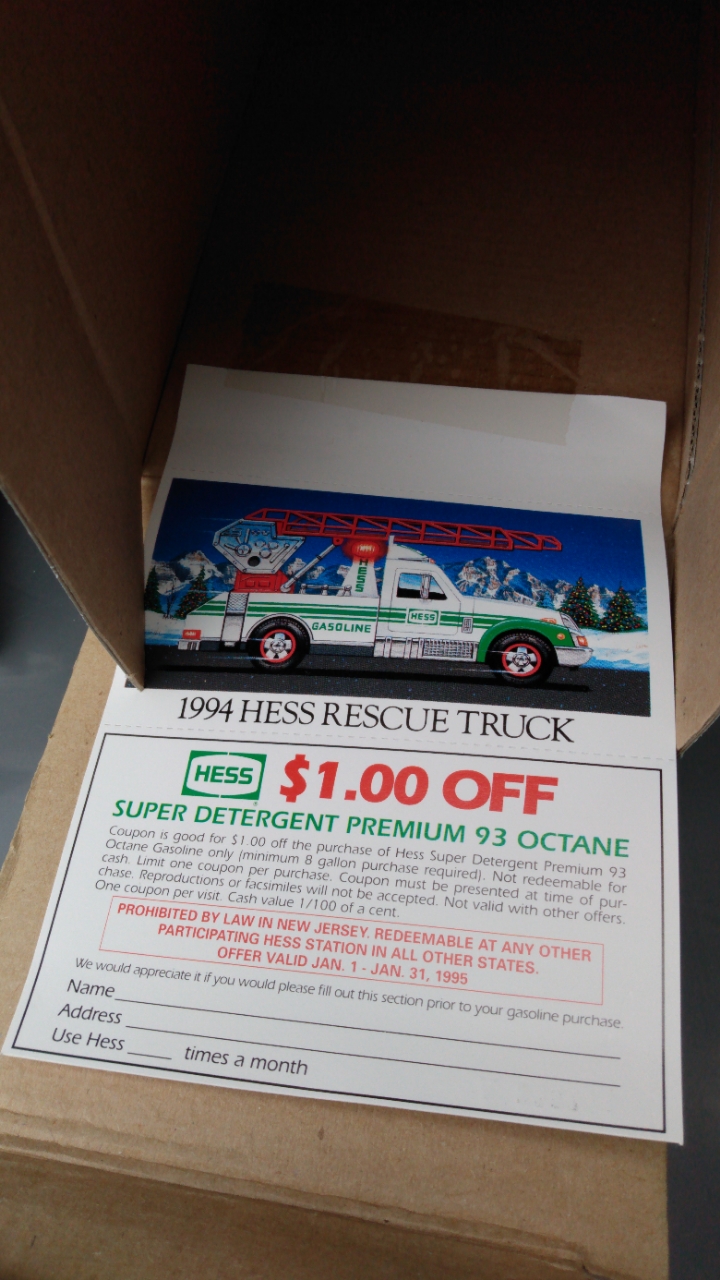 HESS
GASOLINE
HESS
1994 HESS RESCUE TRUCK
HESS $1.00 OFF
SUPER DETERGENT PREMIUM 93 OCTANE
Coupon is good for $1.00 off the purchase of Hess Super Detergent Premium 93
Octane Gasoline only (minimum 8 gallon purchase required). Not redeemable for
cash. Limit one coupon per purchase. Coupon must be presented at time of pur-
chase. Reproductions or facsimiles will not be accepted. Not valid with other offers.
One coupon per visit. Cash value 1/100 of a cent.
PROHIBITED BY LAW IN NEW JERSEY. REDEEMABLE AT ANY OTHER
PARTICIPATING HESS STATION IN ALL OTHER STATES.
OFFER VALID JAN. 1 - JAN. 31, 1995
We would appreciate it if you would please fill out this section prior to your gasoline purchase.
Name
Address
Use Hess ____ times a month